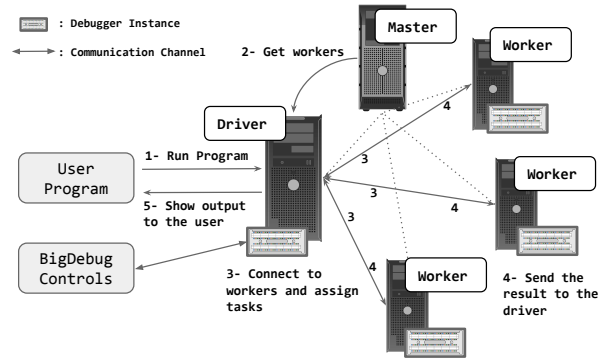 : Debugger Instance
: Communication Channel
Master
Worker
2- Get workers
4
Driver
1- Run Program
3
User
Program
Worker
3
4
5- Show output
to the user
3
BigDebug
Controls
3- Connect to
workers and assign
tasks
4
Worker
4- Send the
result to the
driver